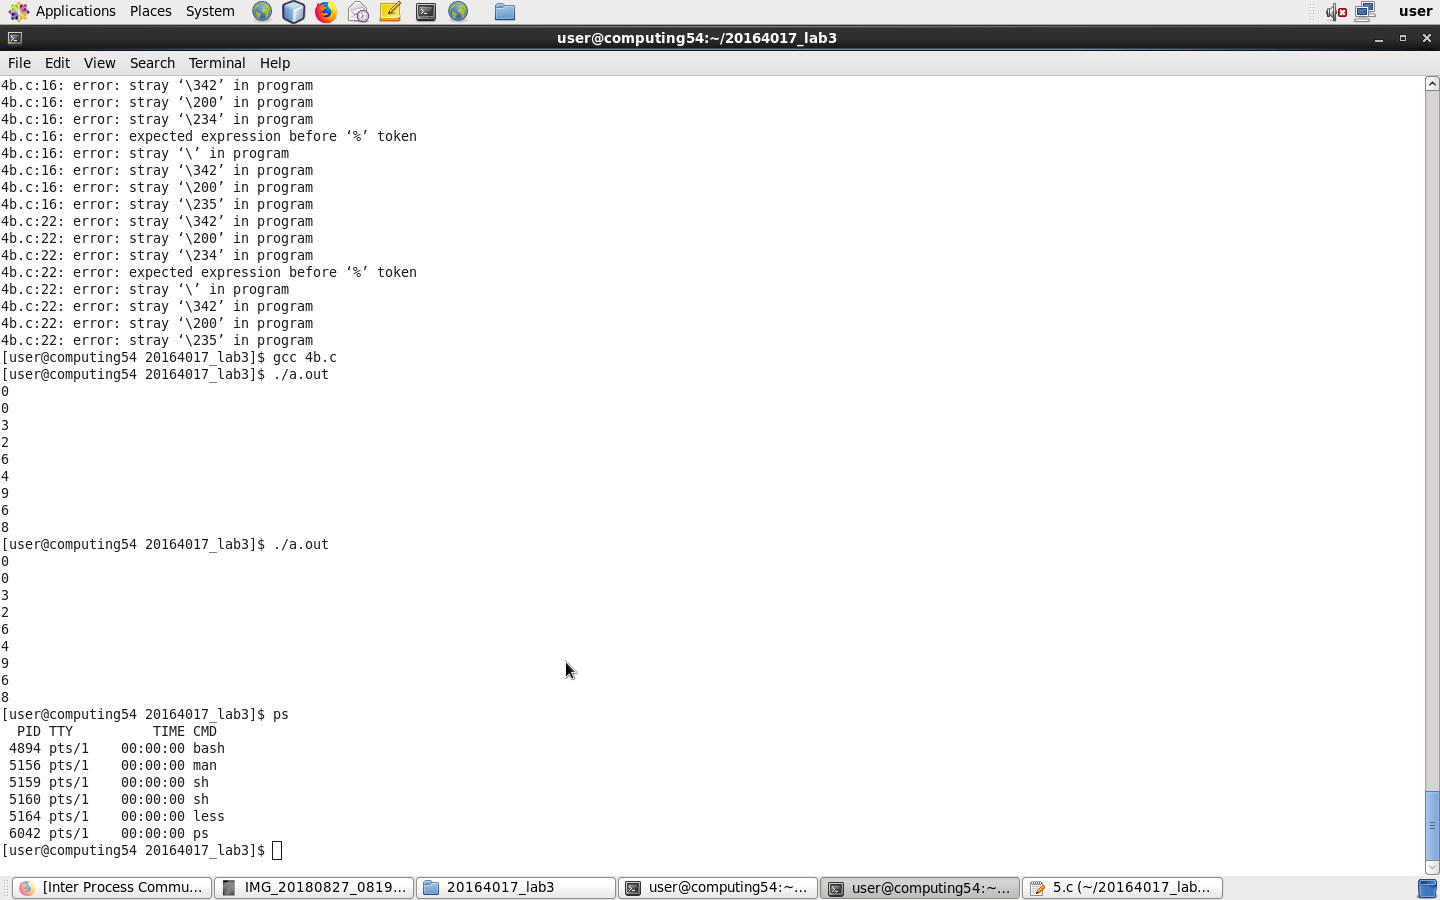 Applications Places System user
user@computing54:~/20164017_lab3
File Edit View Search Terminal Help
4b.c:16: error: stray ‘\342’ in program
4b.c:16: error: stray ‘\200’ in program
4b.c:16: error: stray ‘\234’ in program
4b.c:16: error: expected expression before ‘%’ token
4b.c:16: error: stray ‘\’ in program
4b.c:16: error: stray ‘\342’ in program
4b.c:16: error: stray ‘\200’ in program
4b.c:16: error: stray ‘\235’ in program
4b.c:22: error: stray ‘\342’ in program
4b.c:22: error: stray ‘\200’ in program
4b.c:22: error: stray ‘\234’ in program
4b.c:22: error: expected expression before ‘%’ token
4b.c:22: error: stray ‘\’ in program
4b.c:22: error: stray ‘\342’ in program
4b.c:22: error: stray ‘\200’ in program
4b.c:22: error: stray ‘\235’ in program
[user@computing54 20164017_lab3]$ gcc 4b.c
[user@computing54 20164017_lab3]$ ./a.out
0
0
3
2
6
4
9
6
8
[user@computing54 20164017_lab3]$ ./a.out
0
0
3
2
6
4
9
6
8
[user@computing54 20164017_lab3]$ ps
  PID TTY          TIME CMD
 4894 pts/1    00:00:00 bash
 5156 pts/1    00:00:00 man
 5159 pts/1    00:00:00 sh
 5160 pts/1    00:00:00 sh
 5164 pts/1    00:00:00 less
 6042 pts/1    00:00:00 ps
[user@computing54 20164017_lab3]$
[Inter Process Commu... IMG_20180827_0819... 20164017_lab3 user@computing54:~... user@computing54:~... 5.c (~/20164017_lab...